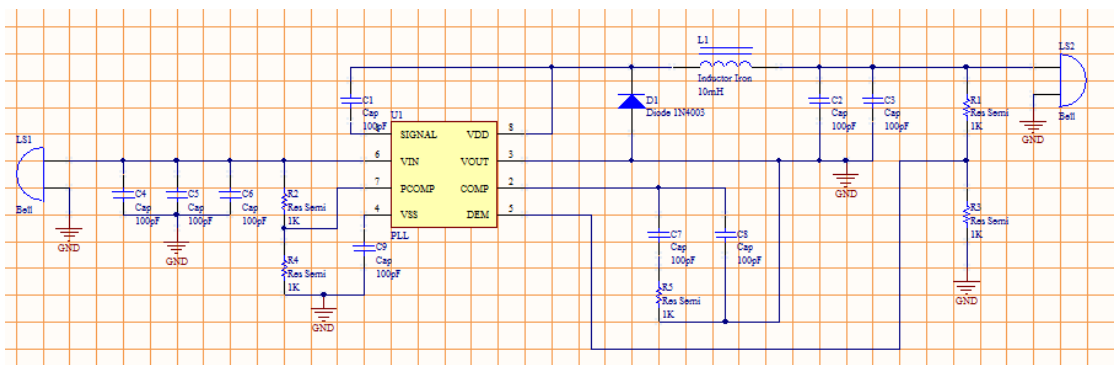 L1
Inductor Iron
10mH
LS2
Bell
GND
C1
Cap
100pF
D1
Diode 1N4003
C2
Cap
100pF
C3
Cap
100pF
R1
Res Semi
1K
U1
SIGNAL
VDD
8
6
VIN
VOUT
3
7
PCOMP
COMP
2
4
VSS
DEM
5
PLL
LS1
Bell
GND
C4
Cap
100pF
C5
Cap
100pF
C6
Cap
100pF
GND
R2
Res Semi
1K
R4
Res Semi
1K
C9
Cap
100pF
GND
GND
R3
Res Semi
1K
GND
C7
Cap
100pF
C8
Cap
100pF
R5
Res Semi
1K